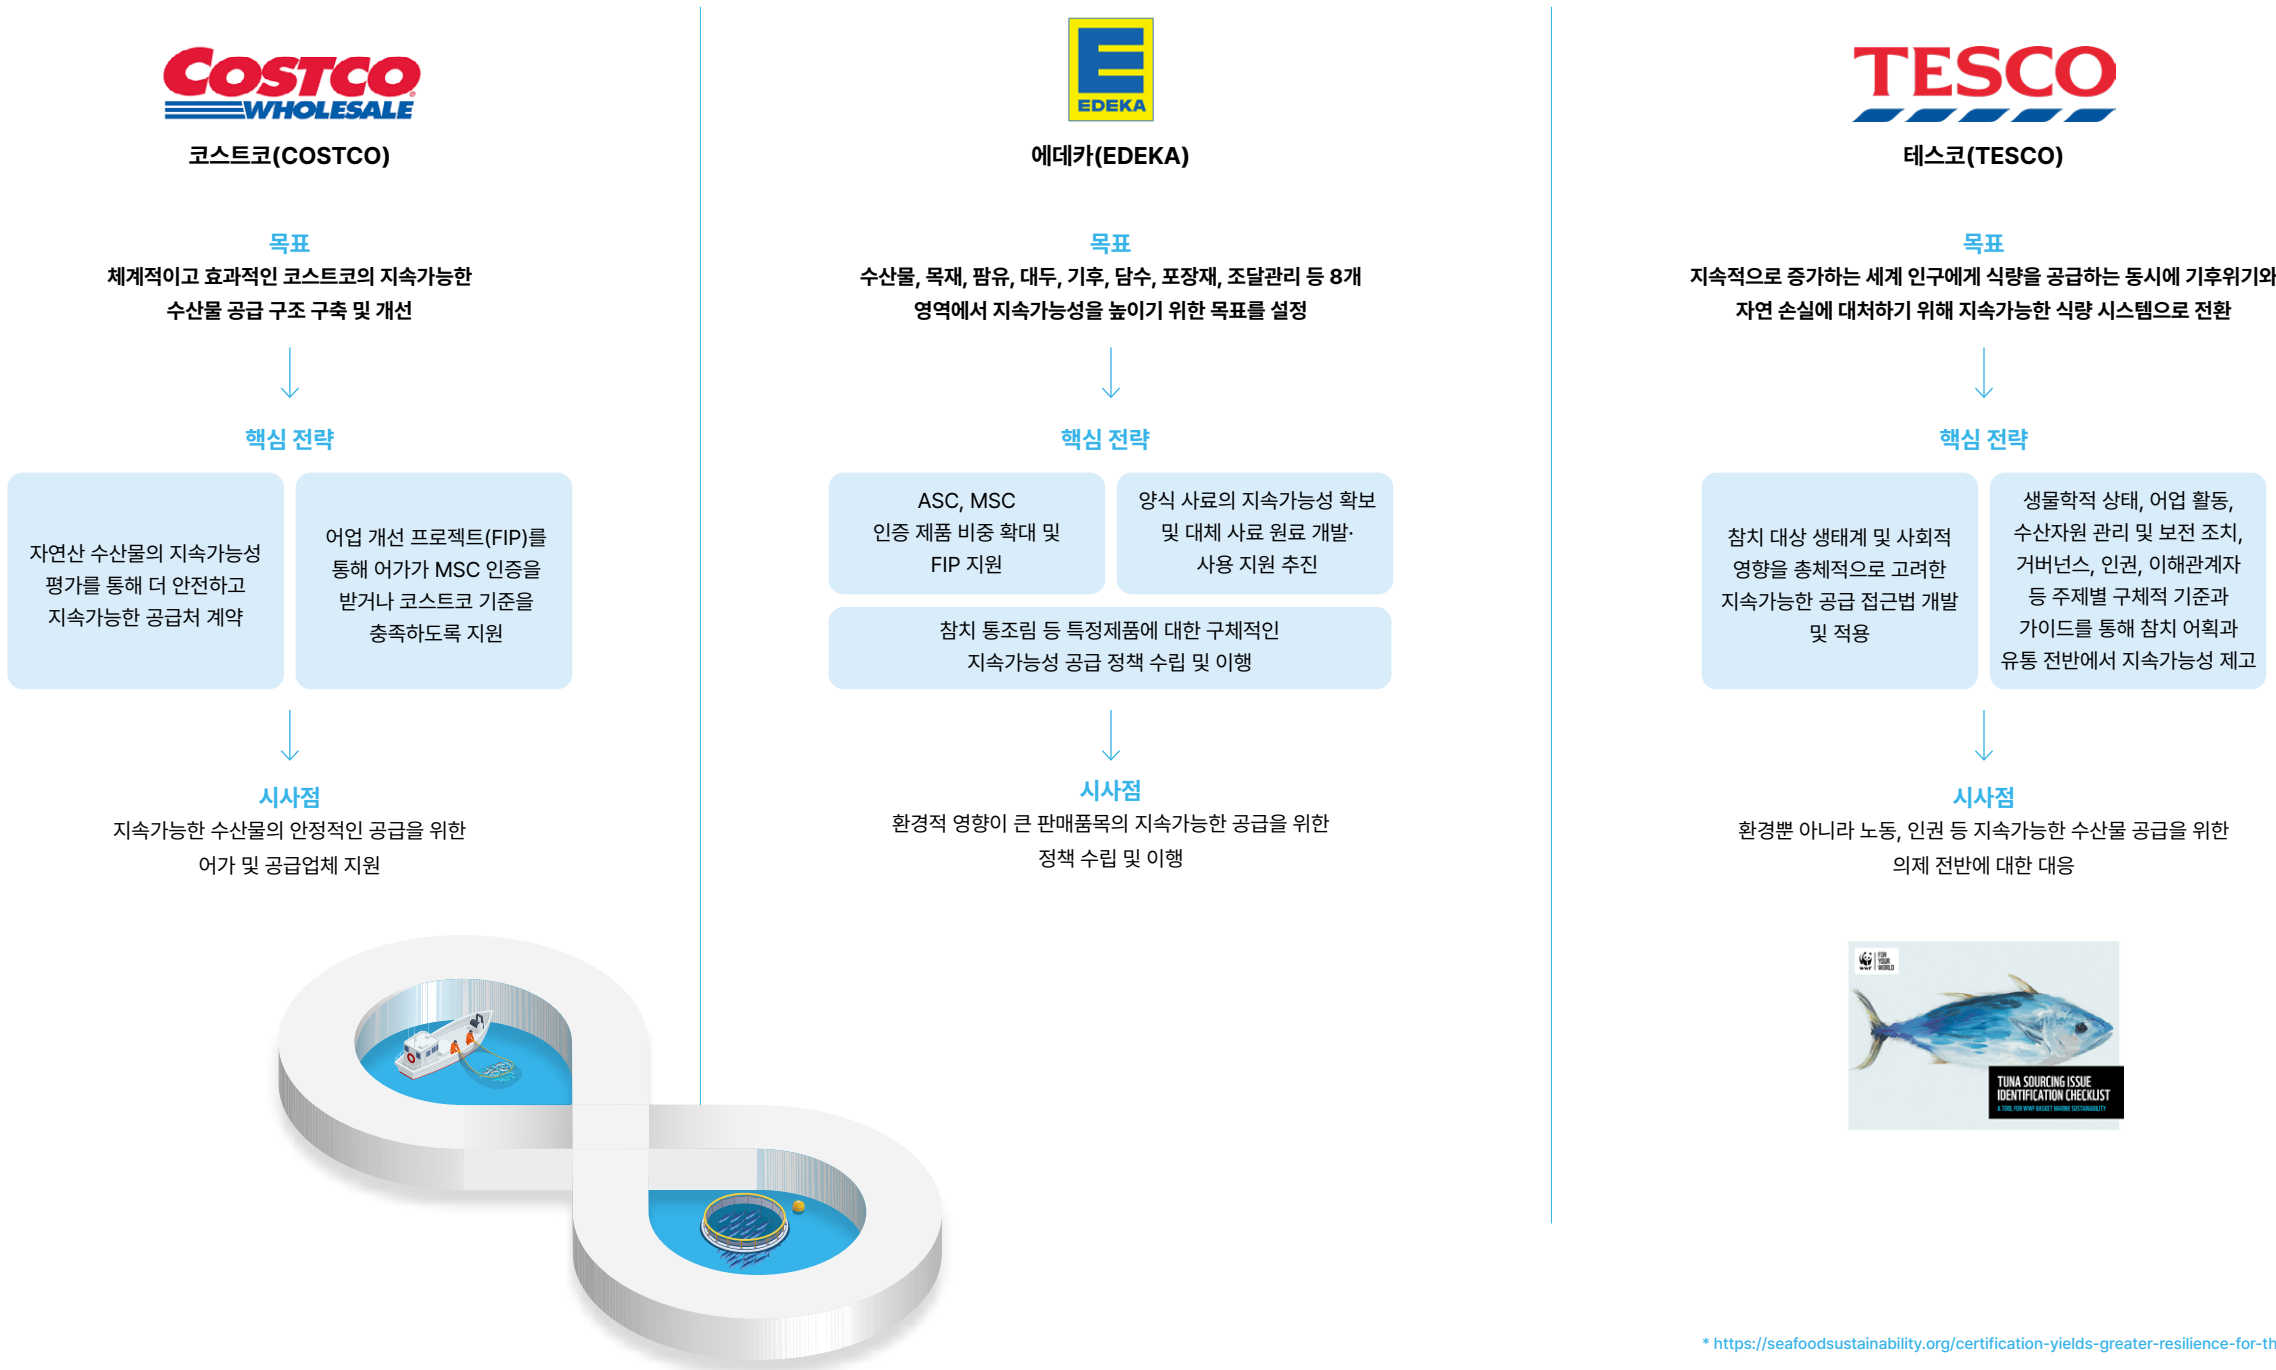 COSTCO
WHOLESALE
코스트코(COSTCO)
목표
체계적이고 효과적인 코스트코의 지속가능한
수산물 공급 구조 구축 및 개선
핵심 전략
자연산 수산물의 지속가능성
평가를 통해 더 안전하고
지속가능한 공급처 계약
어업 개선 프로젝트(FIP)를
통해 어가가 MSC 인증을
받거나 코스트코 기준을
충족하도록 지원
시사점
지속가능한 수산물의 안정적인 공급을 위한
어가 및 공급업체 지원
E
EDEKA
에데카(EDEKA)
목표
수산물, 목재, 팜유, 대두, 기후, 담수, 포장재, 조달관리 등 8개
영역에서 지속가능성을 높이기 위한 목표를 설정
핵심 전략
ASC, MSC
인증 제품 비중 확대 및
FIP 지원
양식 사료의 지속가능성 확보
및 대체 사료 원료 개발·
사용 지원 추진
참치 통조림 등 특정제품에 대한 구체적인
지속가능성 공급 정책 수립 및 이행
시사점
환경적 영향이 큰 판매품목의 지속가능한 공급을 위한
정책 수립 및 이행
TESCO
테스코(TESCO)
목표
지속적으로 증가하는 세계 인구에게 식량을 공급하는 동시에 기후위기와
자연 손실에 대처하기 위해 지속가능한 식량 시스템으로 전환
핵심 전략
참치 대상 생태계 및 사회적
영향을 총체적으로 고려한
지속가능한 공급 접근법 개발
및 적용
생물학적 상태, 어업 활동,
수산자원 관리 및 보전 조치,
거버넌스, 인권, 이해관계자
등 주제별 구체적 기준과
가이드를 통해 참치 어획과
유통 전반에서 지속가능성 제고
시사점
환경뿐 아니라 노동, 인권 등 지속가능한 수산물 공급을 위한
의제 전반에 대한 대응
WWF
FOR
YOUR
WORLD
TUNA SOURCING ISSUE
IDENTIFICATION CHECKLIST
A TOOL FOR WWF BASKET MARINE SUSTAINABILITY
* https://seafoodsustainability.org/certification-yields-greater-resilience-for-th